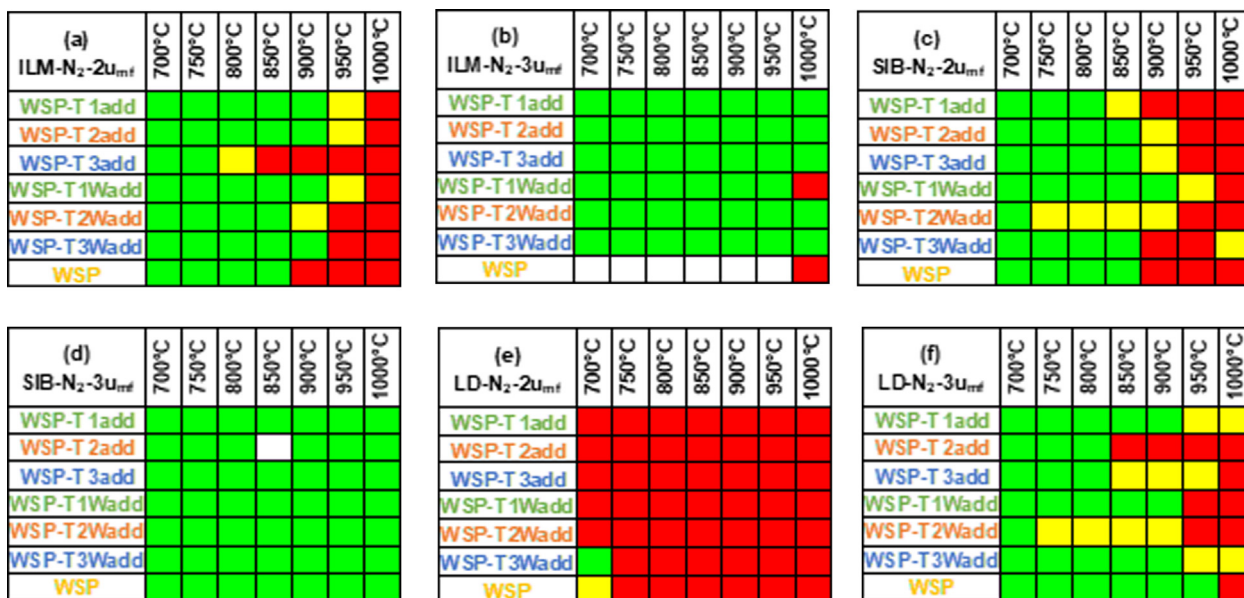 (a)
ILM-N₂-2uₘf
700°C 750°C 800°C 850°C 900°C 950°C 1000°C
WSP-T 1add
WSP-T 2add
WSP-T 3add
WSP-T1Wadd
WSP-T2Wadd
WSP-T3Wadd
WSP
(b)
ILM-N₂-3uₘf
700°C 750°C 800°C 850°C 900°C 950°C 1000°C
WSP-T 1add
WSP-T 2add
WSP-T 3add
WSP-T1Wadd
WSP-T2Wadd
WSP-T3Wadd
WSP
(c)
SIB-N₂-2uₘf
700°C 750°C 800°C 850°C 900°C 950°C 1000°C
WSP-T 1add
WSP-T 2add
WSP-T 3add
WSP-T1Wadd
WSP-T2Wadd
WSP-T3Wadd
WSP
(d)
SIB-N₂-3uₘf
700°C 750°C 800°C 850°C 900°C 950°C 1000°C
WSP-T 1add
WSP-T 2add
WSP-T 3add
WSP-T1Wadd
WSP-T2Wadd
WSP-T3Wadd
WSP
(e)
LD-N₂-2uₘf
700°C 750°C 800°C 850°C 900°C 950°C 1000°C
WSP-T 1add
WSP-T 2add
WSP-T 3add
WSP-T1Wadd
WSP-T2Wadd
WSP-T3Wadd
WSP
(f)
LD-N₂-3uₘf
700°C 750°C 800°C 850°C 900°C 950°C 1000°C
WSP-T 1add
WSP-T 2add
WSP-T 3add
WSP-T1Wadd
WSP-T2Wadd
WSP-T3Wadd
WSP